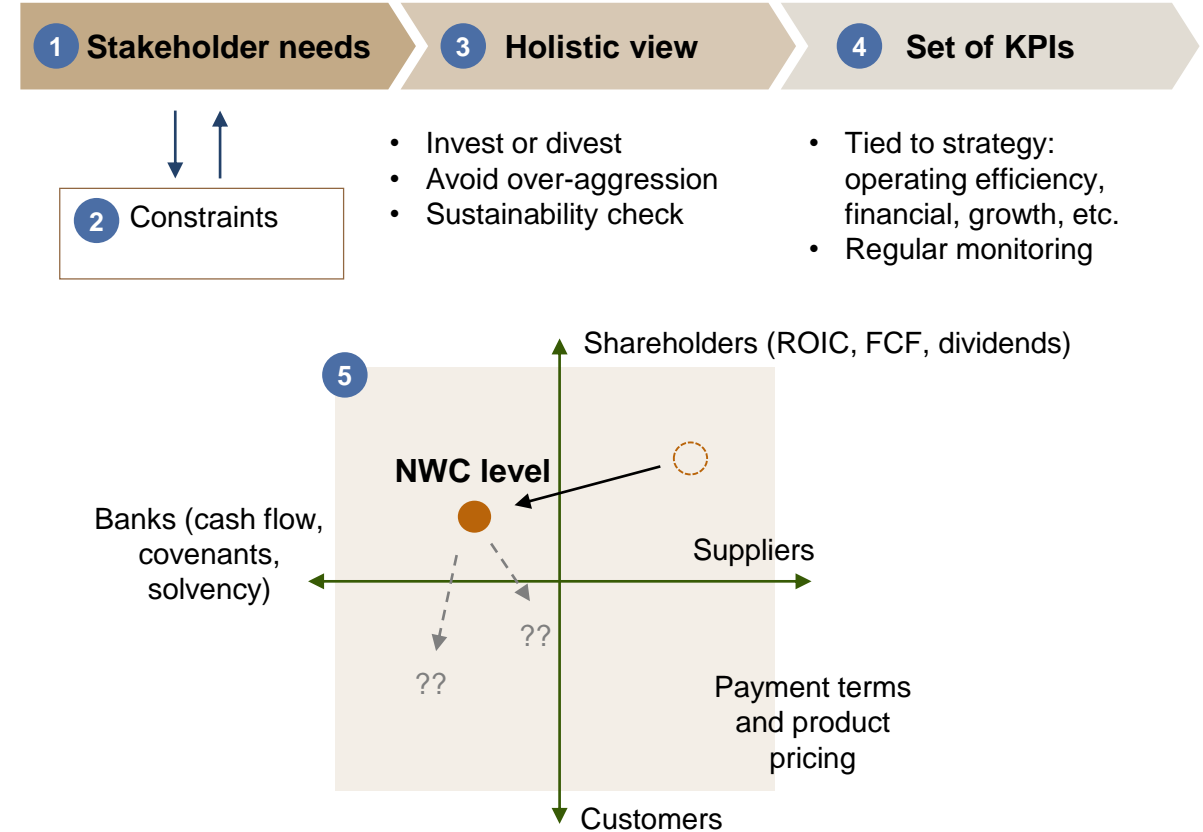 1 Stakeholder needs
3 Holistic view
4 Set of KPIs
2 Constraints
• Invest or divest
• Avoid over-aggression
• Sustainability check
• Tied to strategy:
operating efficiency,
financial, growth, etc.
• Regular monitoring
Shareholders (ROIC, FCF, dividends)
5
NWC level
Banks (cash flow,
covenants,
solvency)
Suppliers
??
??
Payment terms
and product
pricing
Customers